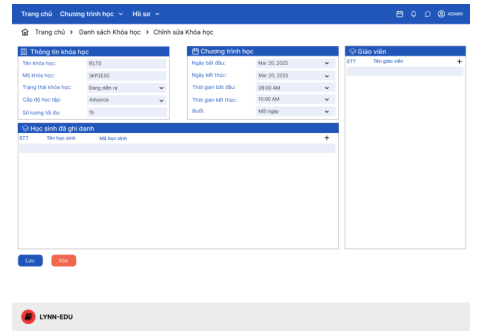 Trang chủ Chương trình học Hồ sơ ADMIN
Trang chủ > Danh sách Khóa học > Chỉnh sửa Khóa học
Thông tin khóa học
Tên khóa học: IELTS
Mã khóa học: 3KP2E55
Trạng thái khóa học: Đang diễn ra
Cấp độ học tập: Advance
Số lượng tối đa: 15
Chương trình học
Ngày bắt đầu: Mar 20, 2025
Ngày kết thúc: Mar 20, 2025
Thời gian bắt đầu: 09:00 AM
Thời gian kết thúc: 10:00 AM
Buổi: Mỗi ngày
Giáo viên
STT Tên giáo viên +
Học sinh đã ghi danh
STT Tên học sinh Mã học sinh +
Lưu Xóa
LYNN-EDU